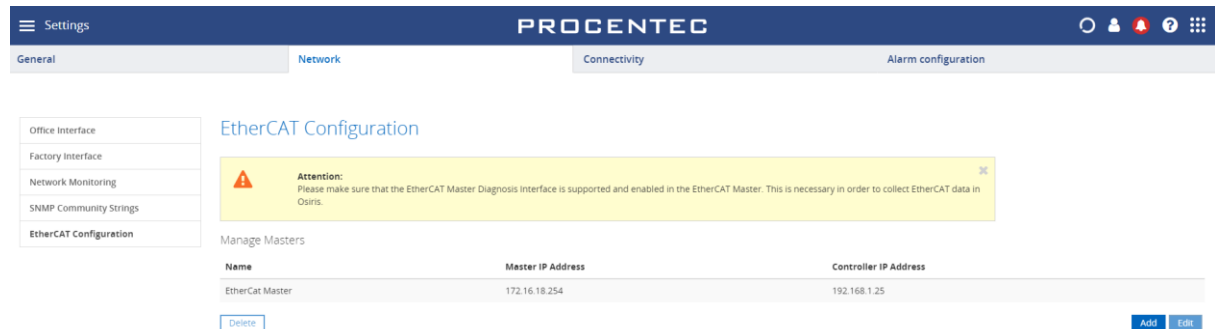 Settings
PROCENTEC
General
Network
Connectivity
Alarm configuration
Office Interface
Factory Interface
Network Monitoring
SNMP Community Strings
EtherCAT Configuration
EtherCAT Configuration
Attention:
Please make sure that the EtherCAT Master Diagnosis Interface is supported and enabled in the EtherCAT Master. This is necessary in order to collect EtherCAT data in
Osiris.
Manage Masters
Name Master IP Address Controller IP Address
EtherCat Master 172.16.18.254 192.168.1.25
Delete Add Edit